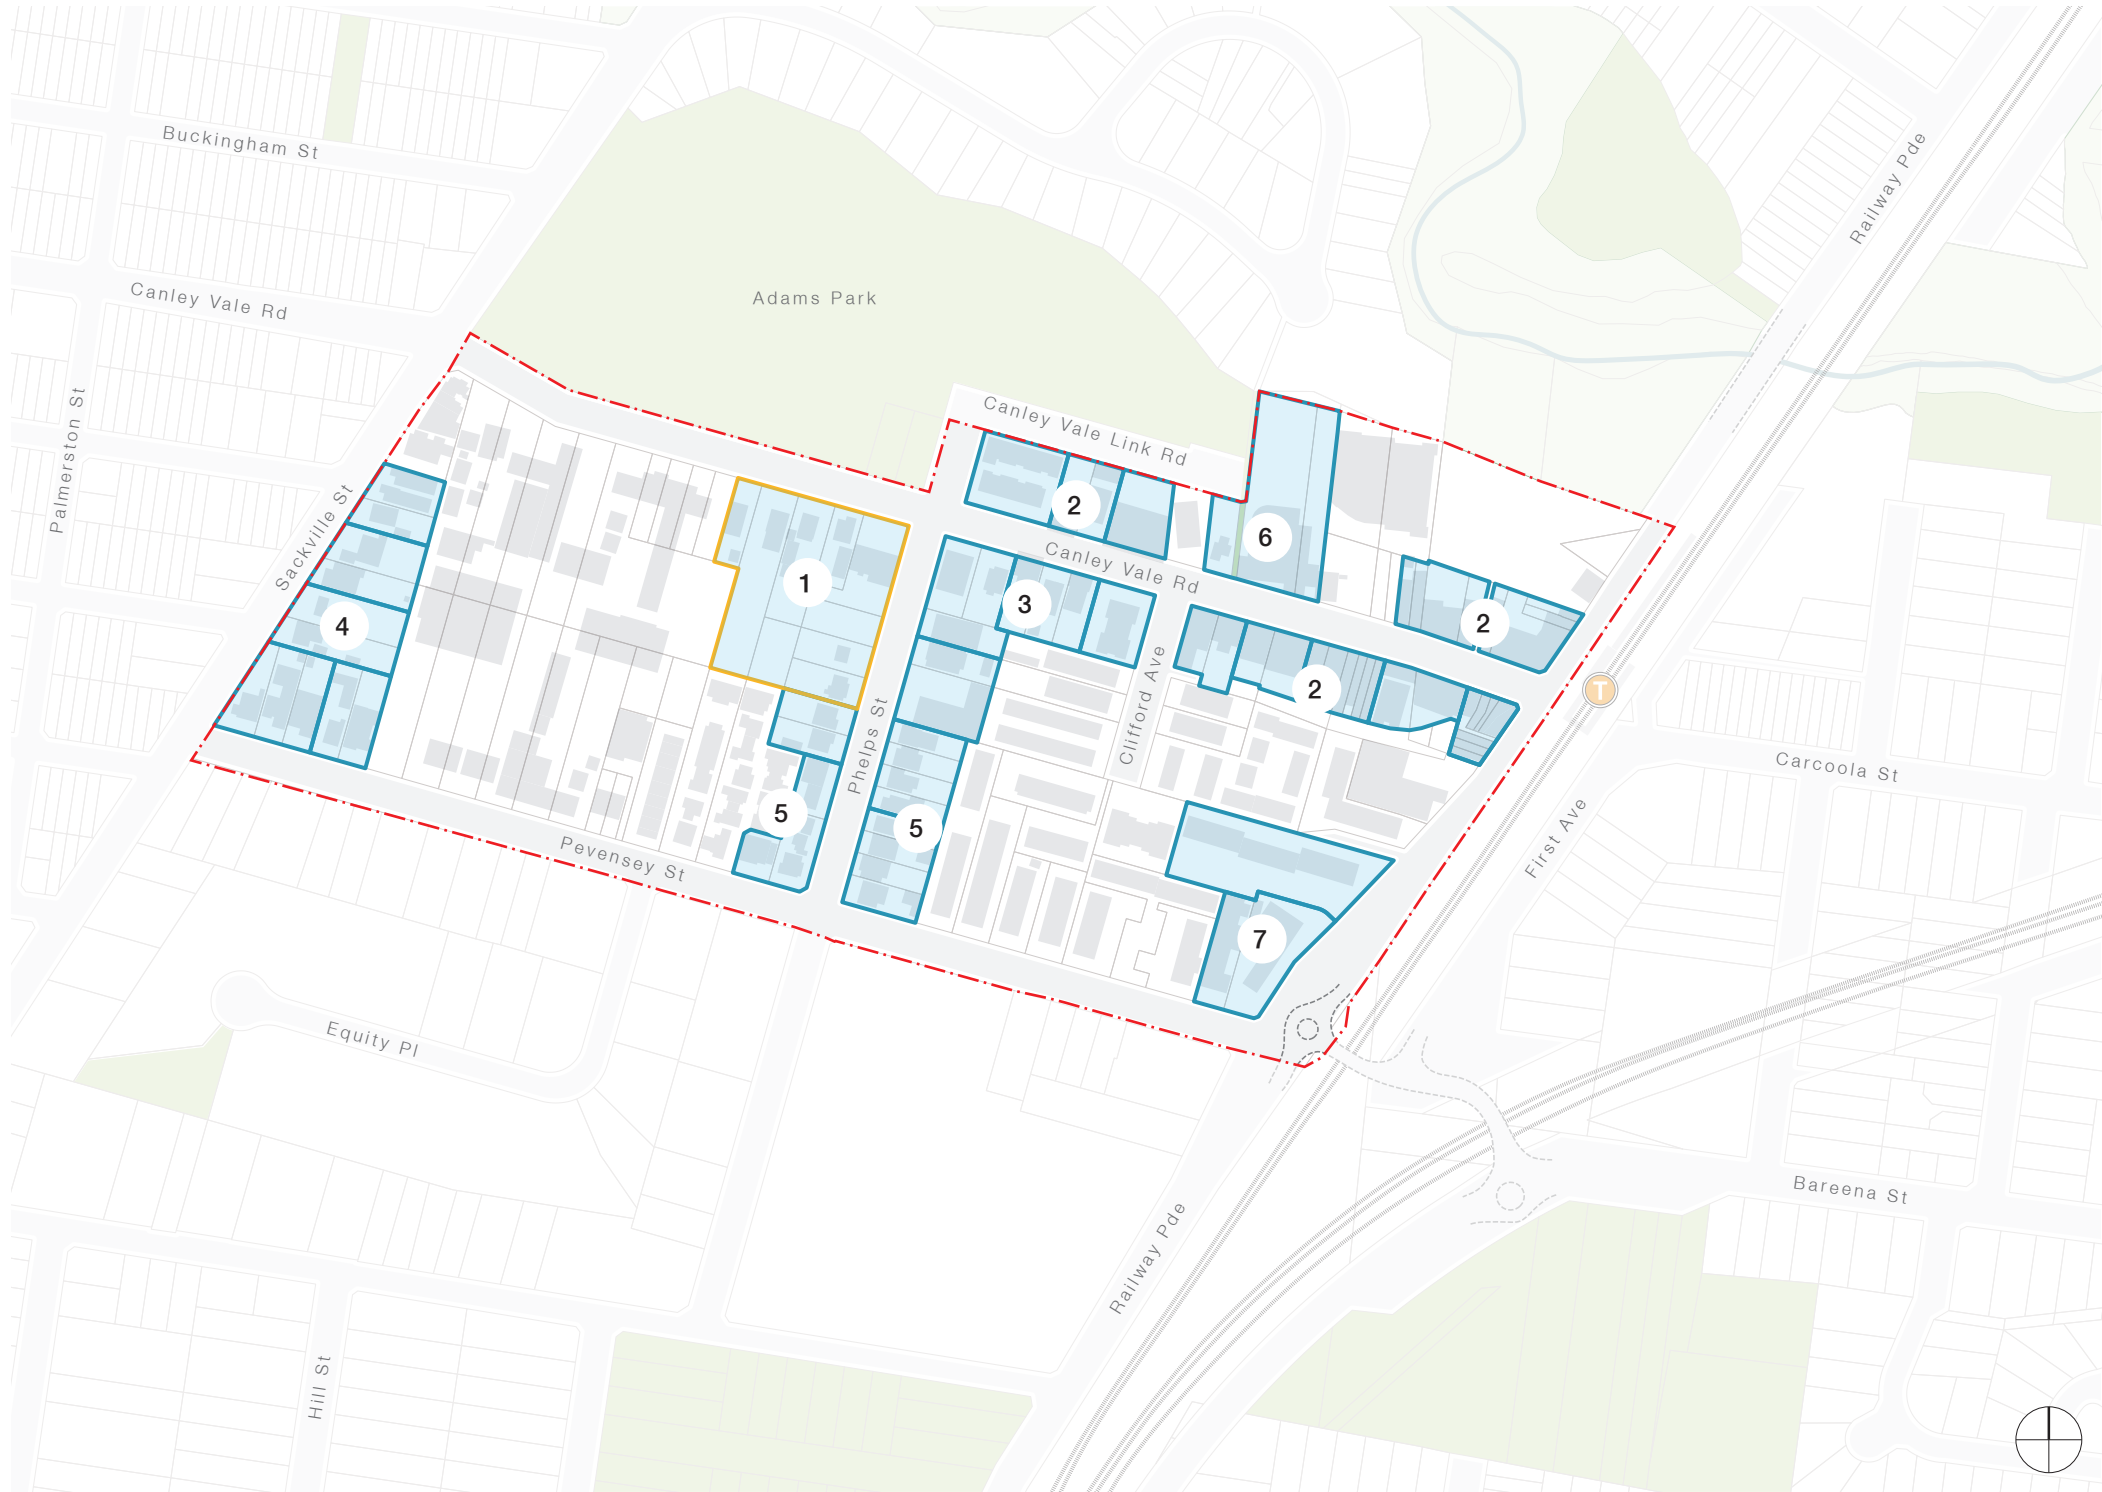 Buckingham St
Railway Pde
Canley Vale Rd
Adams Park
Palmerston St
Canley Vale Link Rd
Sackville St
2
6
Canley Vale Rd
1
3
4
2
2
T
Clifford Ave
Phelps St
Carcoola St
5
5
First Ave
Pevensey St
7
Equity Pl
Bareena St
Railway Pde
Hill St